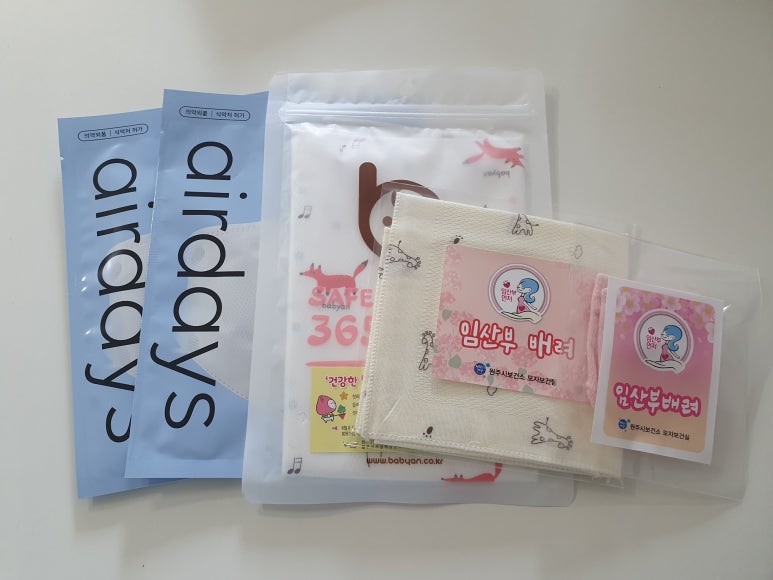 의약외품 | 식약처 허가
airdays
의약외품 | 식약처 허가
airdays
b
babyan
babyan
SAFE
365
'건강한
www.babyan.co.kr
임산부
먼저
임산부 배려
원주시보건소 모자보건팀
임산부
먼저
임산부배려
원주시보건소 모자보건실